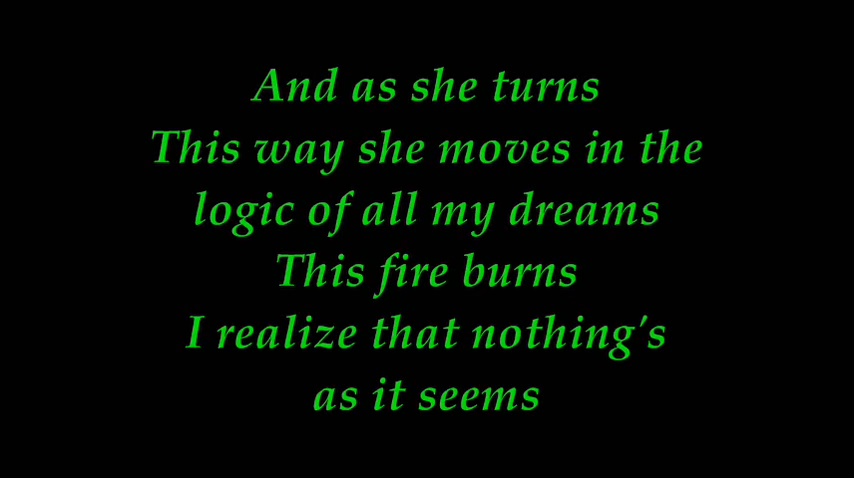 And as she turns
This way she moves in the
logic of all my dreams
This fire burns
I realize that nothing's
as it seems